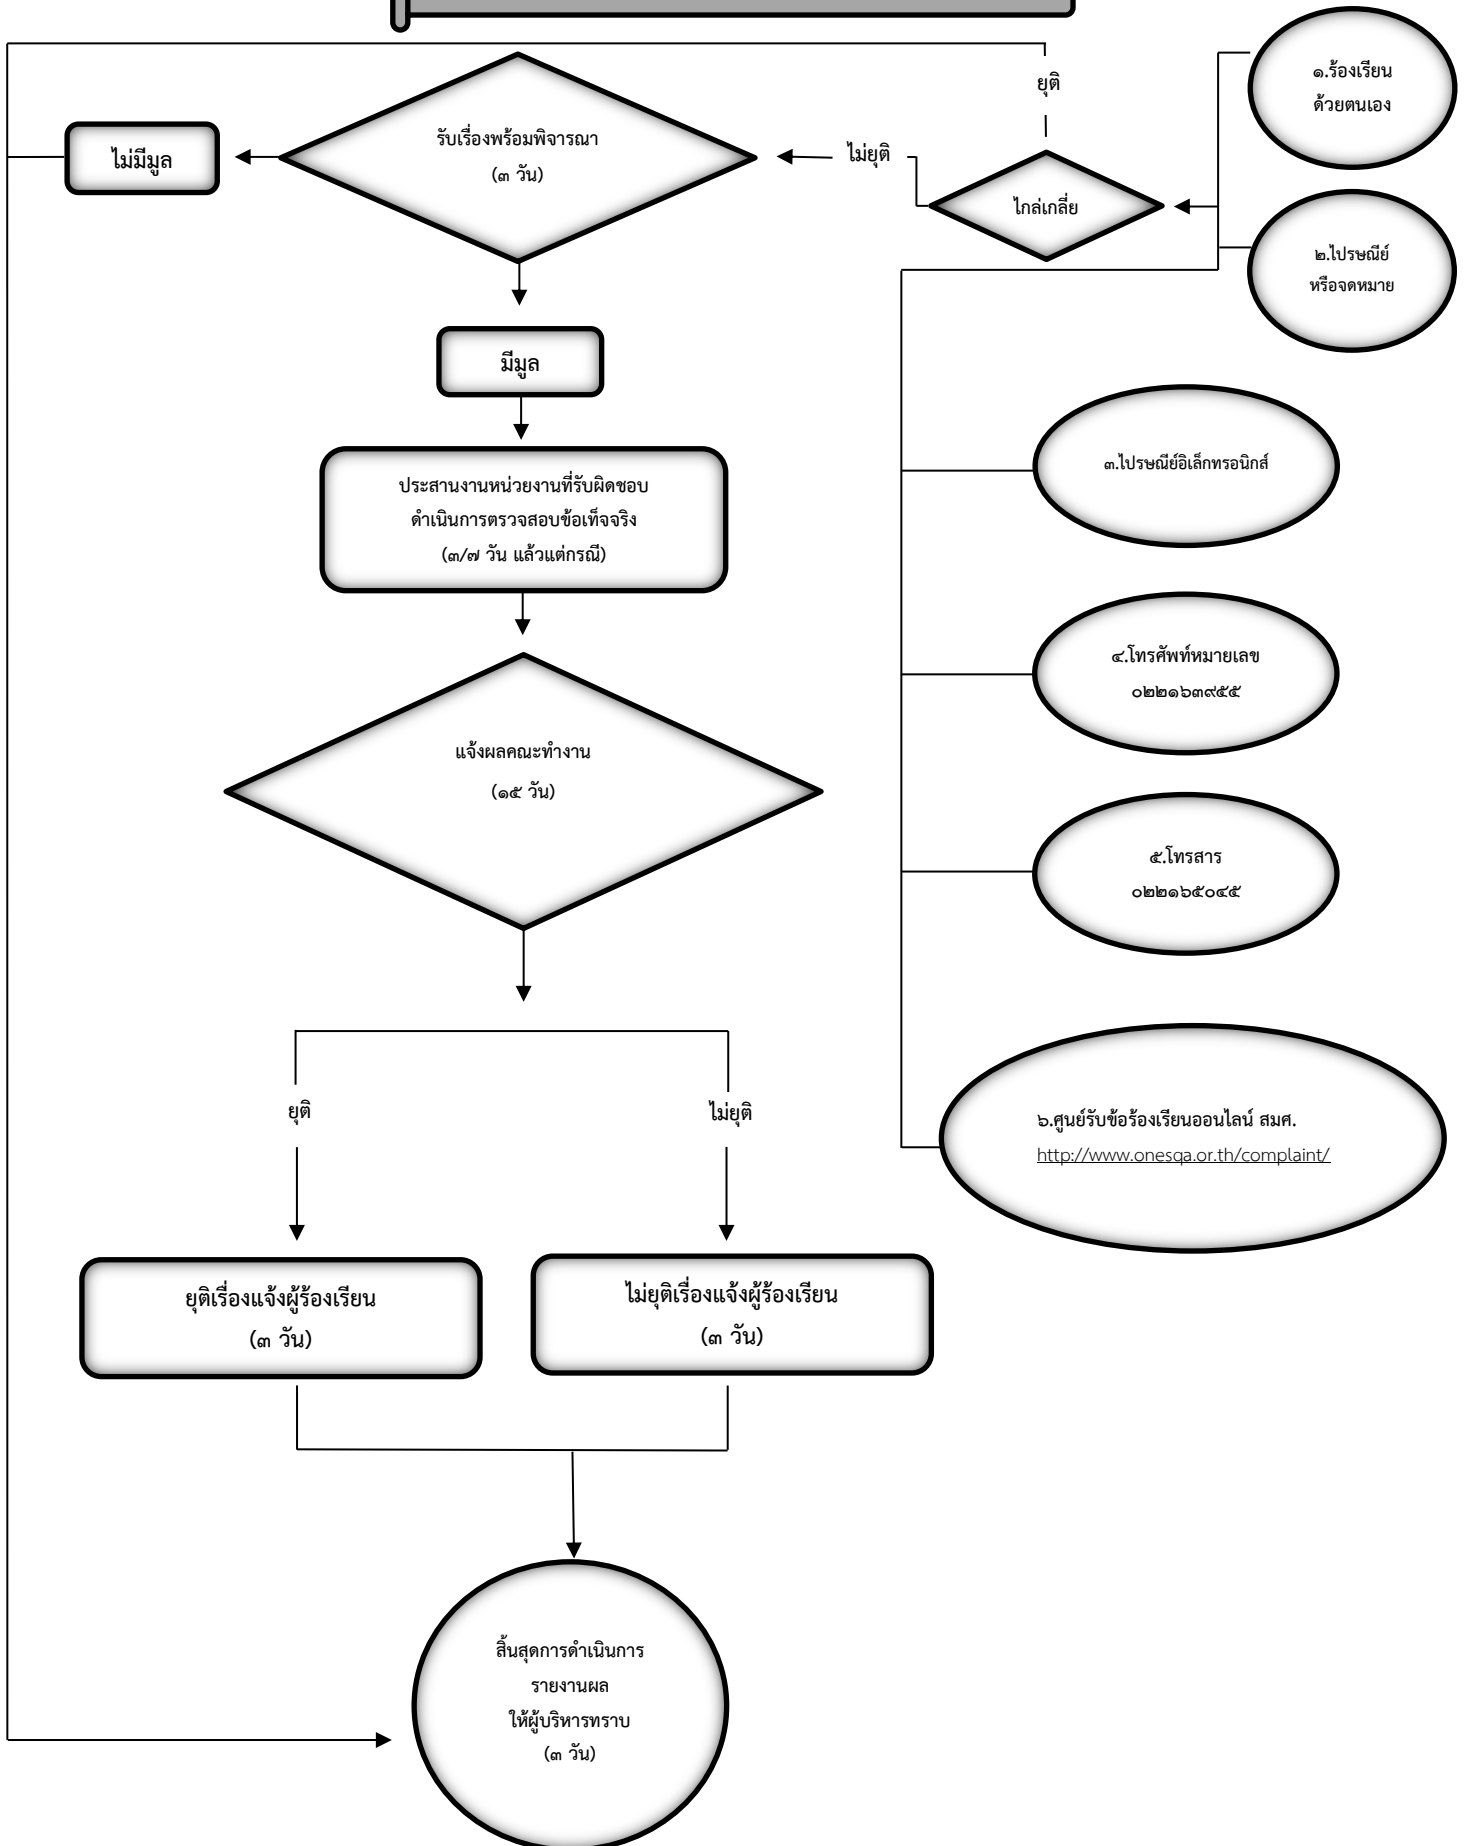 ยุติ
๑.ร้องเรียน
ด้วยตนเอง
รับเรื่องพร้อมพิจารณา
(๓ วัน)
ไม่มีมูล
ไม่ยุติ
ไกล่เกลี่ย
๒.ไปรษณีย์
หรือจดหมาย
มีมูล
๓.ไปรษณีย์อิเล็กทรอนิกส์
ประสานงานหน่วยงานที่รับผิดชอบ
ดำเนินการตรวจสอบข้อเท็จจริง
(๓/๗ วัน แล้วแต่กรณี)
๔.โทรศัพท์หมายเลข
๐๒๒๑๖๓๙๕๕
แจ้งผลคณะทำงาน
(๑๕ วัน)
๕.โทรสาร
๐๒๒๑๖๕๐๔๕
ยุติ
ไม่ยุติ
๖.ศูนย์รับข้อร้องเรียนออนไลน์ สมศ.
http://www.onesqa.or.th/complaint/
ยุติเรื่องแจ้งผู้ร้องเรียน
(๓ วัน)
ไม่ยุติเรื่องแจ้งผู้ร้องเรียน
(๓ วัน)
สิ้นสุดการดำเนินการ
รายงานผล
ให้ผู้บริหารทราบ
(๓ วัน)